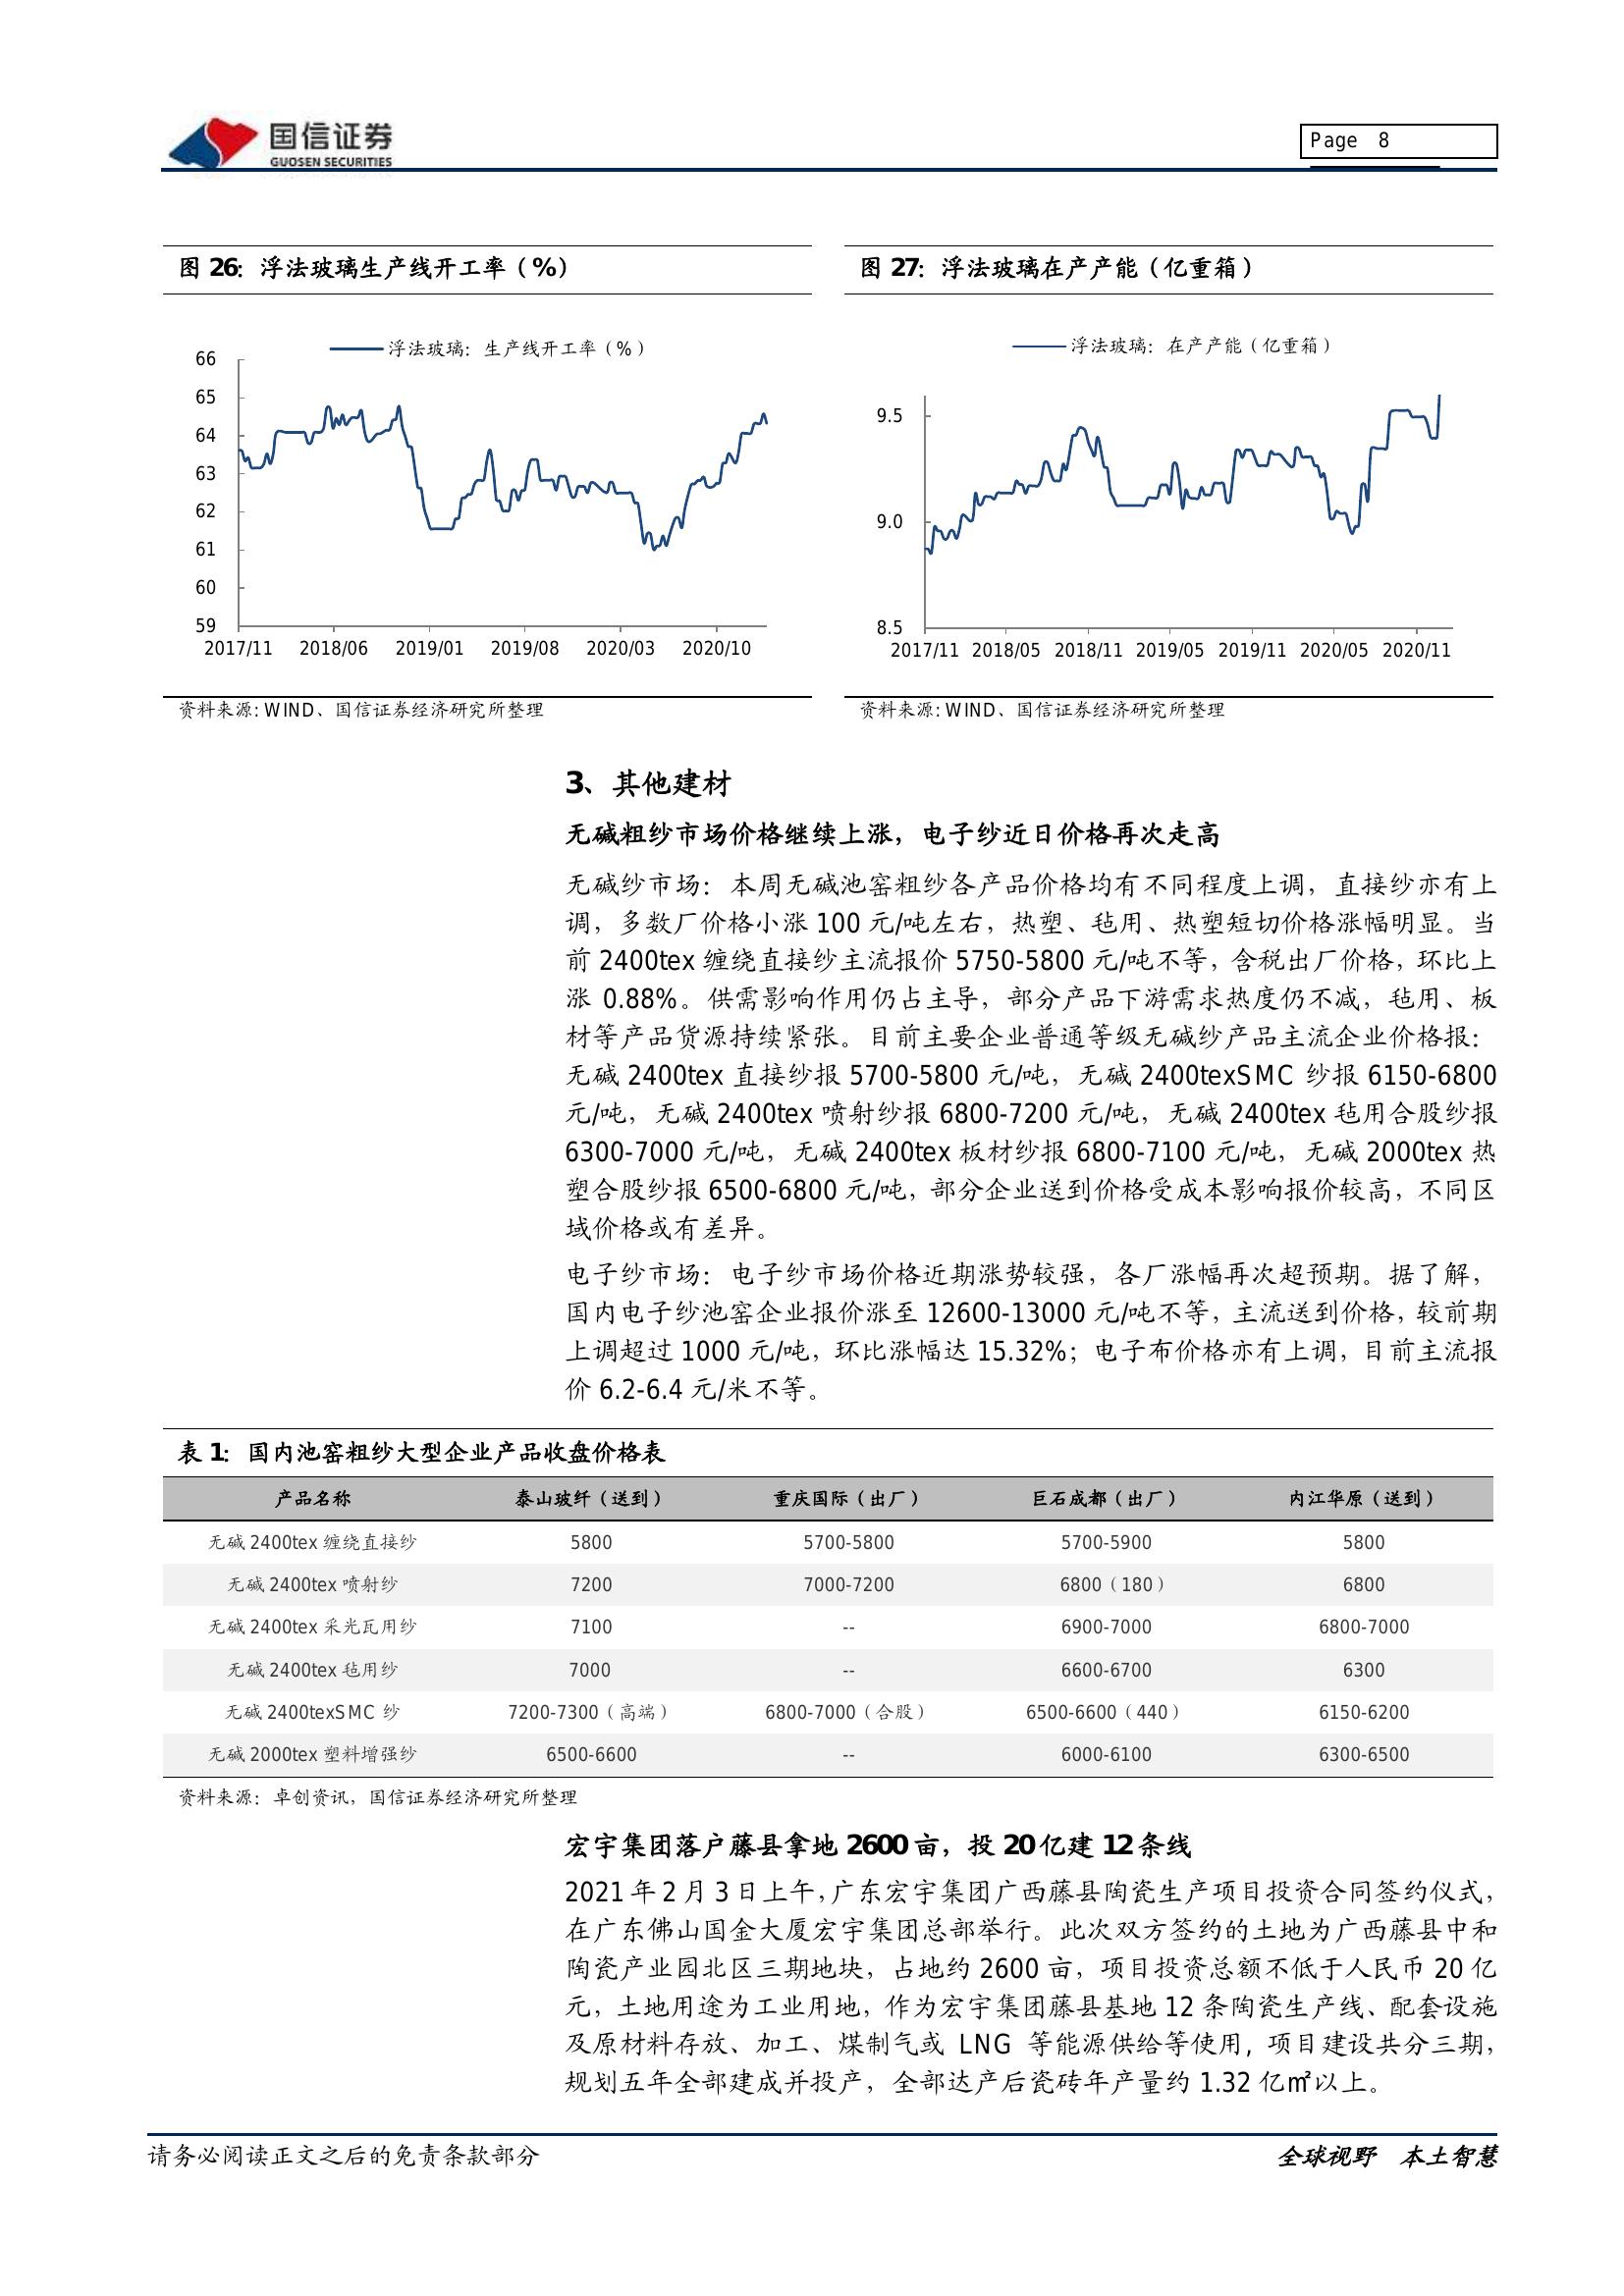 国信证券
GUOSEN SECURITIES
Page 8
图 26：浮法玻璃生产线开工率（%）
浮法玻璃：生产线开工率（%）
66
65
64
63
62
61
60
59
2017/11 2018/06 2019/01 2019/08 2020/03 2020/10
资料来源: WIND、国信证券经济研究所整理
图 27：浮法玻璃在产产能（亿重箱）
浮法玻璃：在产产能（亿重箱）
9.5
9.0
8.5
2017/11 2018/05 2018/11 2019/05 2019/11 2020/05 2020/11
资料来源: WIND、国信证券经济研究所整理
3、其他建材
无碱粗纱市场价格继续上涨，电子纱近日价格再次走高
无碱纱市场：本周无碱池窑粗纱各产品价格均有不同程度上调，直接纱亦有上
调，多数厂价格小涨 100 元/吨左右，热塑、毡用、热塑短切价格涨幅明显。当
前 2400tex 缠绕直接纱主流报价 5750-5800 元/吨不等，含税出厂价格，环比上
涨 0.88%。供需影响作用仍占主导，部分产品下游需求热度仍不减，毡用、板
材等产品货源持续紧张。目前主要企业普通等级无碱纱产品主流企业价格报：
无碱 2400tex 直接纱报 5700-5800 元/吨，无碱 2400texSMC 纱报 6150-6800
元/吨，无碱 2400tex 喷射纱报 6800-7200 元/吨，无碱 2400tex 毡用合股纱报
6300-7000 元/吨，无碱 2400tex 板材纱报 6800-7100 元/吨，无碱 2000tex 热
塑合股纱报 6500-6800 元/吨，部分企业送到价格受成本影响报价较高，不同区
域价格或有差异。
电子纱市场：电子纱市场价格近期涨势较强，各厂涨幅再次超预期。据了解，
国内电子纱池窑企业报价涨至 12600-13000 元/吨不等，主流送到价格，较前期
上调超过 1000 元/吨，环比涨幅达 15.32%；电子布价格亦有上调，目前主流报
价 6.2-6.4 元/米不等。
表 1：国内池窑粗纱大型企业产品收盘价格表
产品名称 泰山玻纤（送到） 重庆国际（出厂） 巨石成都（出厂） 内江华原（送到）
无碱 2400tex 缠绕直接纱 5800 5700-5800 5700-5900 5800
无碱 2400tex 喷射纱 7200 7000-7200 6800（180） 6800
无碱 2400tex 采光瓦用纱 7100 -- 6900-7000 6800-7000
无碱 2400tex 毡用纱 7000 -- 6600-6700 6300
无碱 2400texSMC 纱 7200-7300（高端） 6800-7000（合股） 6500-6600（440） 6150-6200
无碱 2000tex 塑料增强纱 6500-6600 -- 6000-6100 6300-6500
资料来源：卓创资讯，国信证券经济研究所整理
宏宇集团落户藤县拿地 2600 亩，投 20 亿建 12 条线
2021 年 2 月 3 日上午，广东宏宇集团广西藤县陶瓷生产项目投资合同签约仪式，
在广东佛山国金大厦宏宇集团总部举行。此次双方签约的土地为广西藤县中和
陶瓷产业园北区三期地块，占地约 2600 亩，项目投资总额不低于人民币 20 亿
元，土地用途为工业用地，作为宏宇集团藤县基地 12 条陶瓷生产线、配套设施
及原材料存放、加工、煤制气或 LNG 等能源供给等使用, 项目建设共分三期，
规划五年全部建成并投产，全部达产后瓷砖年产量约 1.32 亿㎡以上。
请务必阅读正文之后的免责条款部分
全球视野 本土智慧